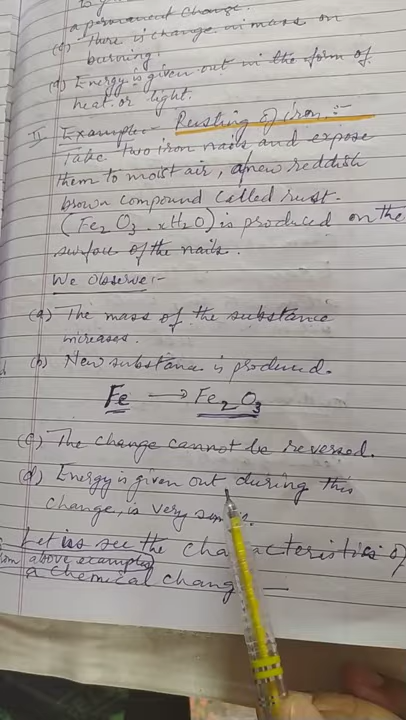 a permanent change.
(c) There is change in mass on
burning.
(d) Energy is given out in the form of
heat or light.
II Example Rusting of iron :-
Take two iron nails and expose
them to moist air, a new reddish
brown compound called rust.
(Fe2O3.xH2O) is produced on the
surface of the nails.
We observe :-
(a) The mass of the substance
increases.
(b) New substance is produced.
Fe → Fe2O3
(c) The change cannot be reversed.
(d) Energy is given out during this
change, is very
Let us see the characteristics of
from above examples
a chemical change